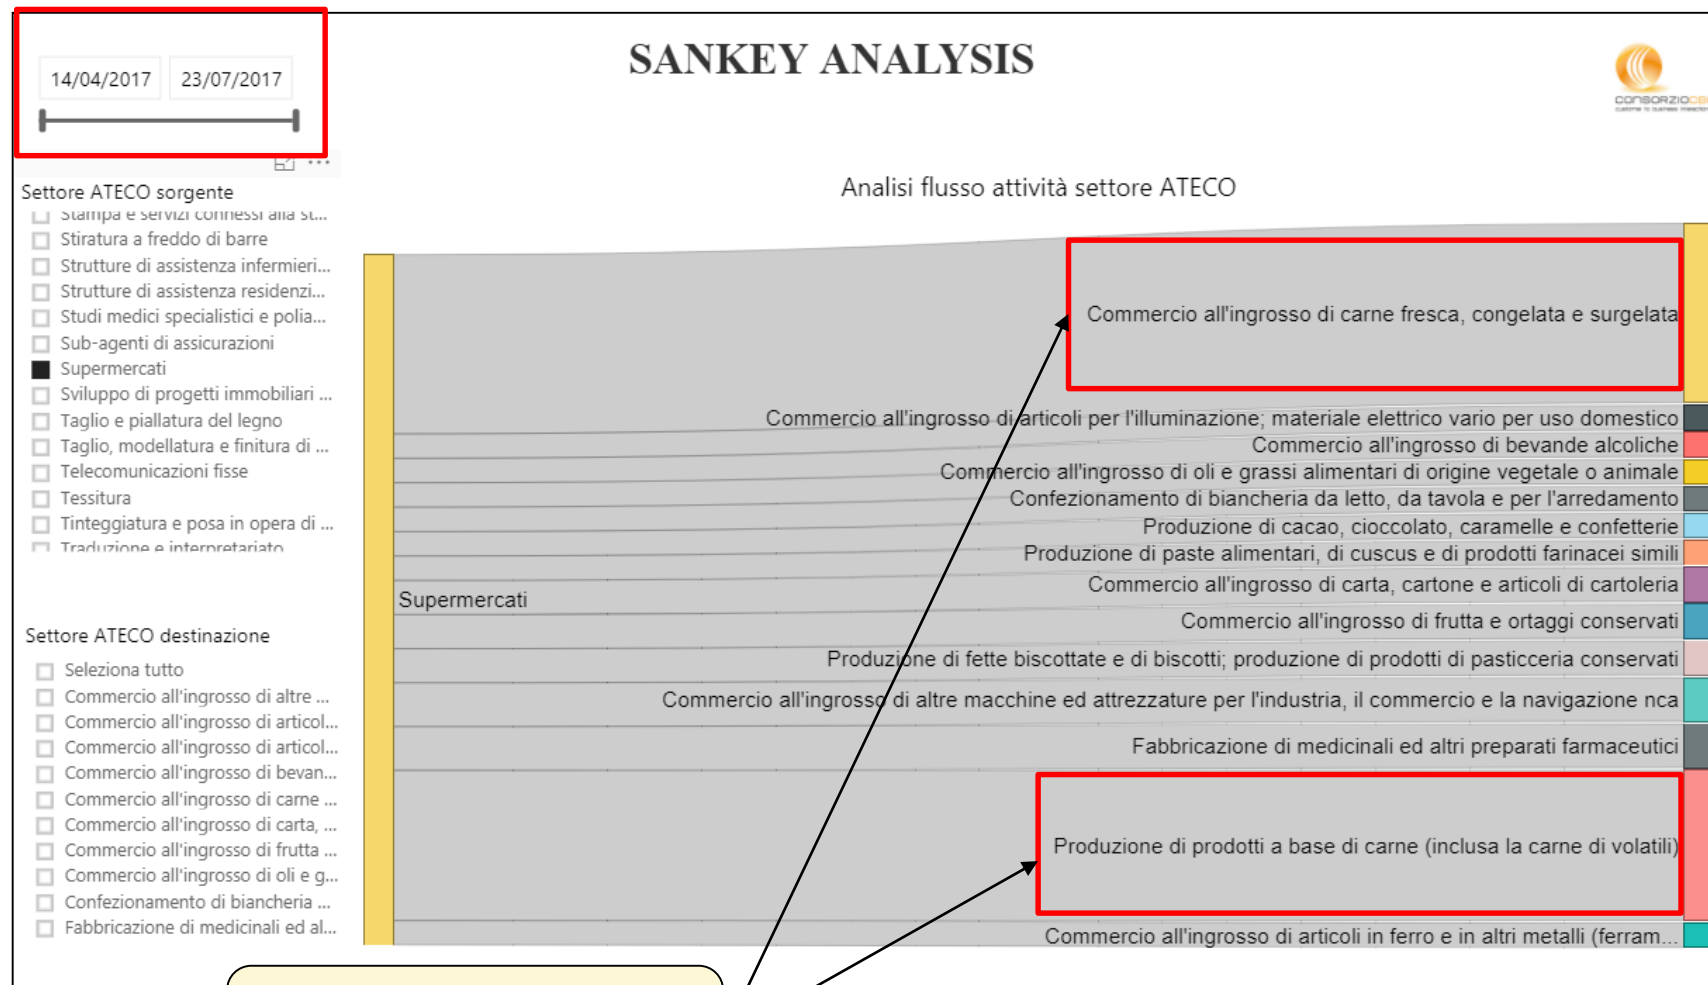 14/04/2017 23/07/2017
SANKEY ANALYSIS
CONSORZIOCBI
Settore ATECO sorgente
Stampa e servizi connessi alla st...
Stiratura a freddo di barre
Strutture di assistenza infermieri...
Strutture di assistenza residenzi...
Studi medici specialistici e polia...
Sub-agenti di assicurazioni
Supermercati
Sviluppo di progetti immobiliari ...
Taglio e piallatura del legno
Taglio, modellatura e finitura di ...
Telecomunicazioni fisse
Tessitura
Tinteggiatura e posa in opera di ...
Traduzione e interpretariato
Settore ATECO destinazione
Seleziona tutto
Commercio all'ingrosso di altre ...
Commercio all'ingrosso di articol...
Commercio all'ingrosso di articol...
Commercio all'ingrosso di bevan...
Commercio all'ingrosso di carne ...
Commercio all'ingrosso di carta, ...
Commercio all'ingrosso di frutta ...
Commercio all'ingrosso di oli e g...
Confezionamento di biancheria ...
Fabbricazione di medicinali ed al...
Analisi flusso attività settore ATECO
Supermercati
Commercio all'ingrosso di carne fresca, congelata e surgelata
Commercio all'ingrosso di articoli per l'illuminazione; materiale elettrico vario per uso domestico
Commercio all'ingrosso di bevande alcoliche
Commercio all'ingrosso di oli e grassi alimentari di origine vegetale o animale
Confezionamento di biancheria da letto, da tavola e per l'arredamento
Produzione di cacao, cioccolato, caramelle e confetterie
Produzione di paste alimentari, di cuscus e di prodotti farinacei simili
Commercio all'ingrosso di carta, cartone e articoli di cartoleria
Commercio all'ingrosso di frutta e ortaggi conservati
Produzione di fette biscottate e di biscotti; produzione di prodotti di pasticceria conservati
Commercio all'ingrosso di altre macchine ed attrezzature per l'industria, il commercio e la navigazione nca
Fabbricazione di medicinali ed altri preparati farmaceutici
Produzione di prodotti a base di carne (inclusa la carne di volatili)
Commercio all'ingrosso di articoli in ferro e in altri metalli (ferram...